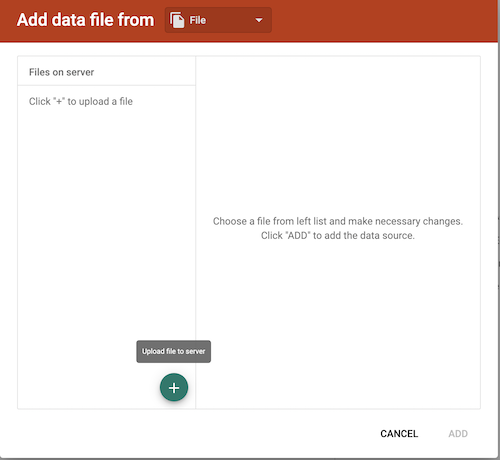 Add data file from
File
Files on server
Click "+" to upload a file
Choose a file from left list and make necessary changes.
Click "ADD" to add the data source.
Upload file to server
+
CANCEL
ADD